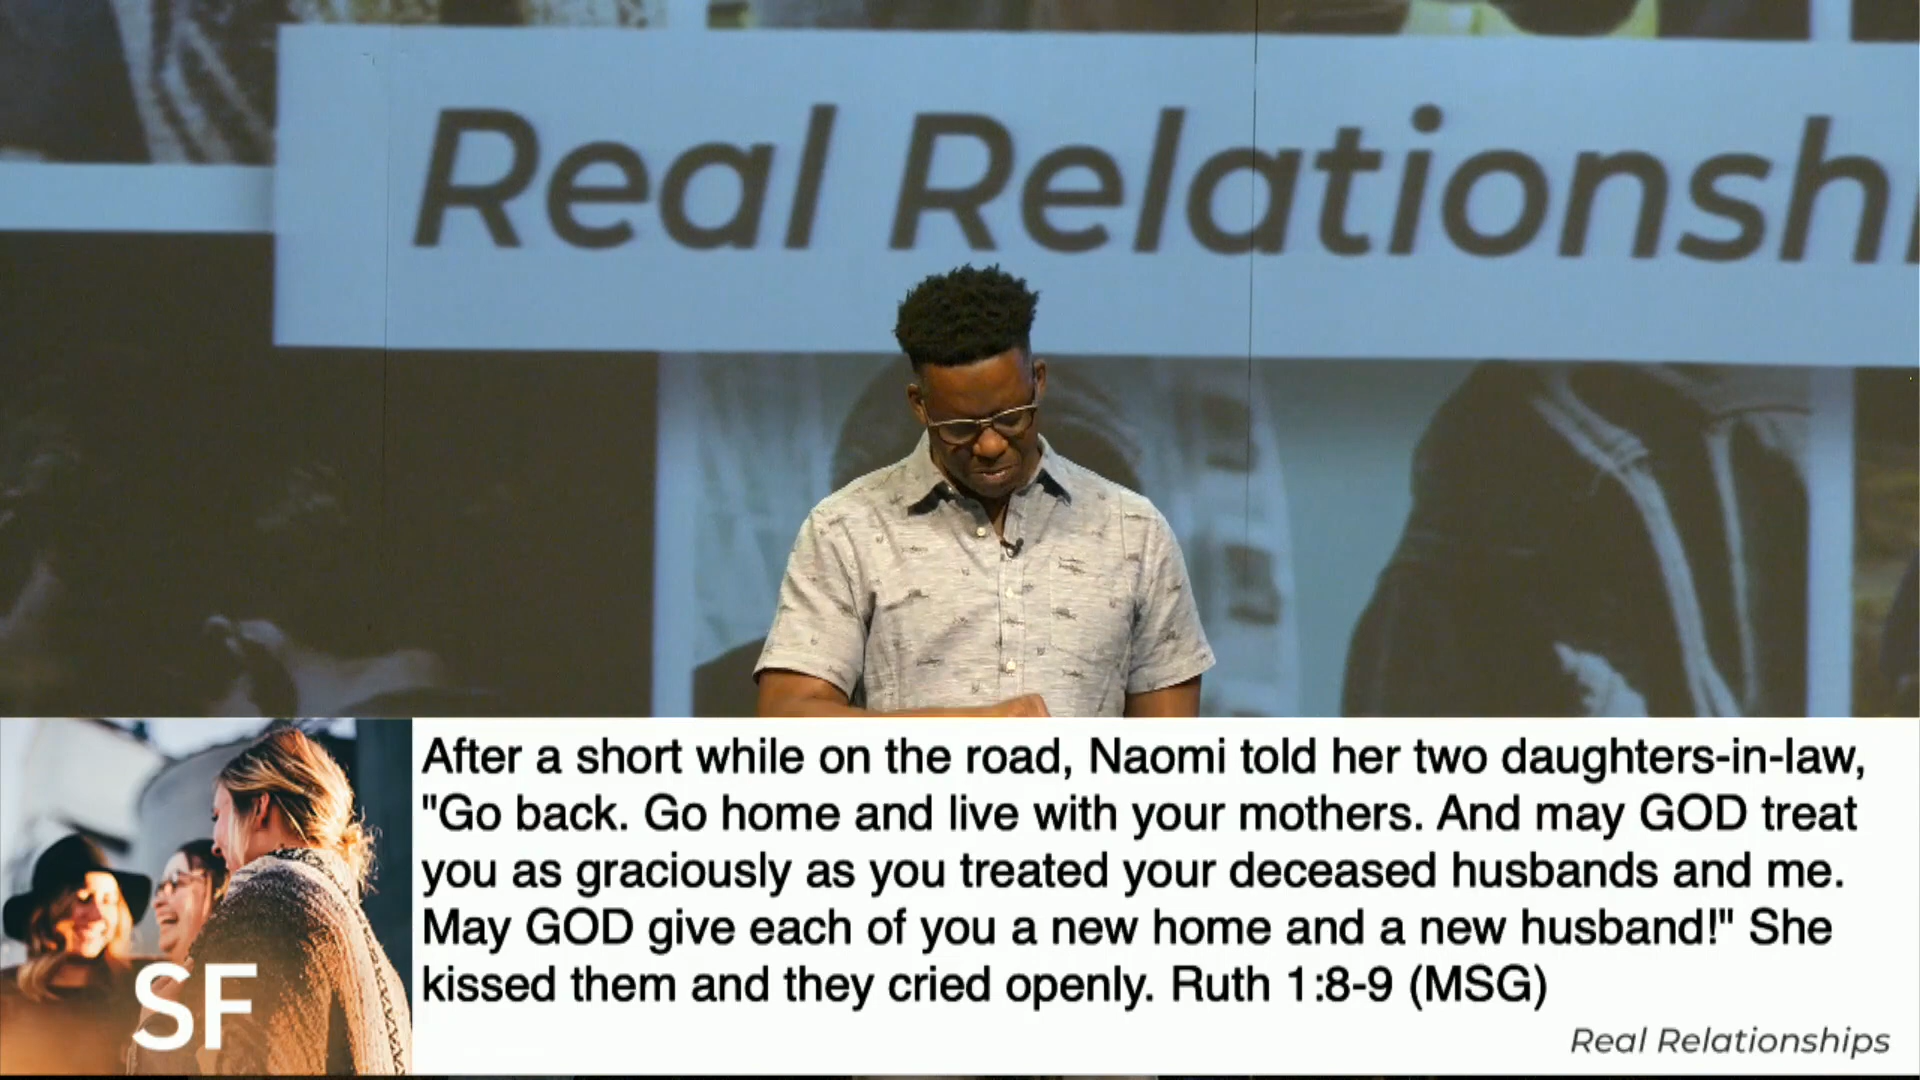 Real Relationsh
After a short while on the road, Naomi told her two daughters-in-law,
"Go back. Go home and live with your mothers. And may GOD treat
you as graciously as you treated your deceased husbands and me.
May GOD give each of you a new home and a new husband!" She
kissed them and they cried openly. Ruth 1:8-9 (MSG)
SF
Real Relationships